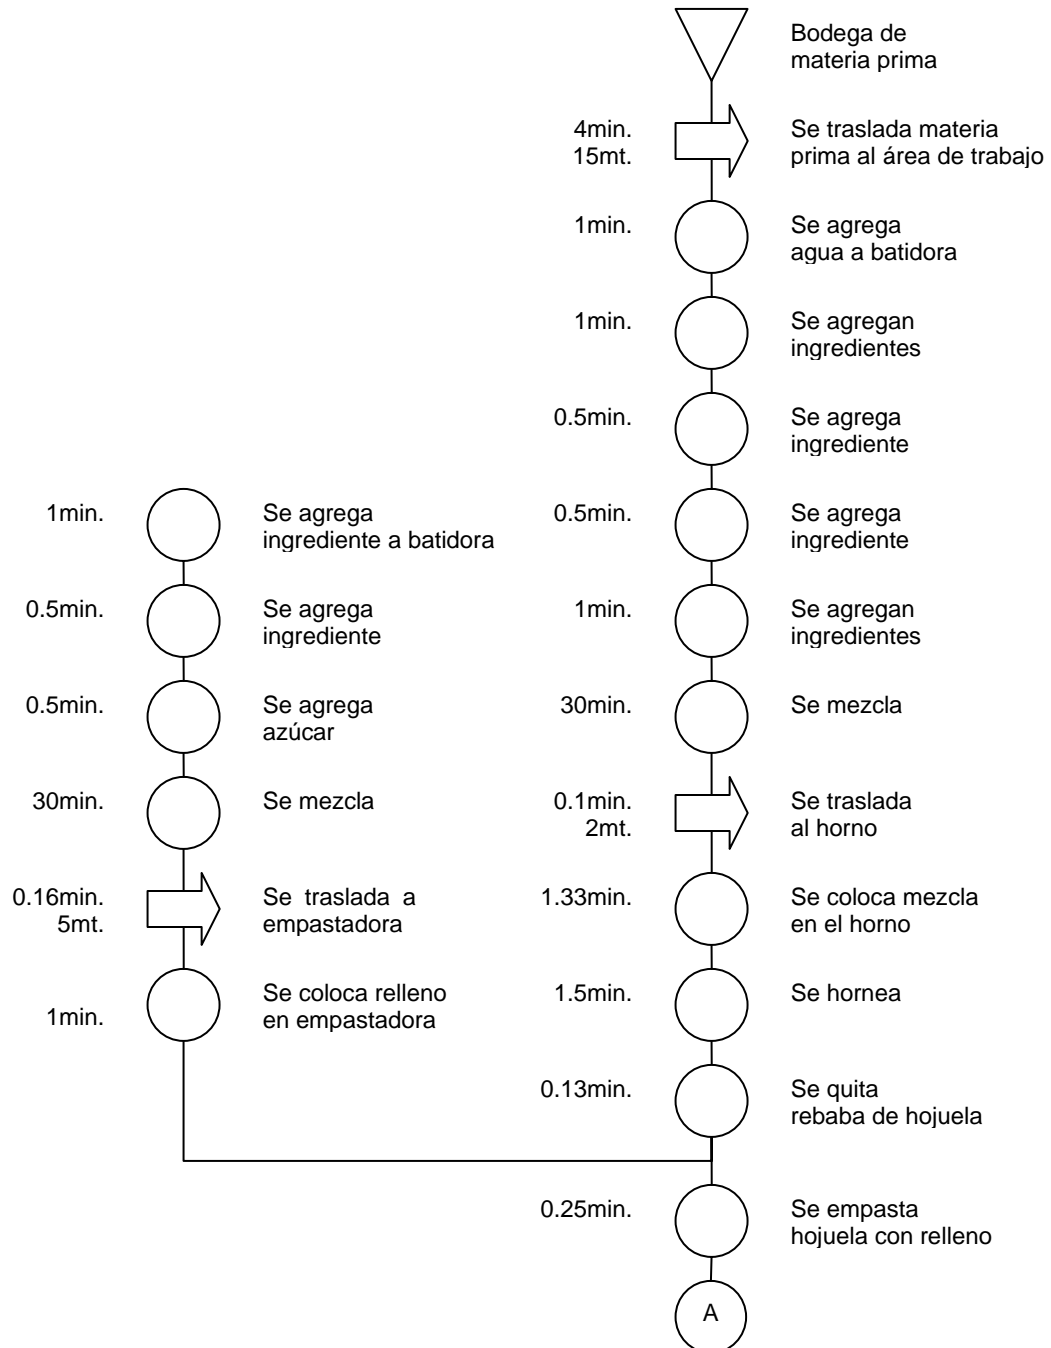 Bodega de
materia prima
4min.
15mt.
Se traslada materia
prima al área de trabajo
1min.
Se agrega
agua a batidora
1min.
Se agregan
ingredientes
0.5min.
Se agrega
ingrediente
1min.
Se agrega
ingrediente a batidora
0.5min.
Se agrega
ingrediente
0.5min.
Se agrega
ingrediente
1min.
Se agregan
ingredientes
0.5min.
Se agrega
azúcar
30min.
Se mezcla
30min.
Se mezcla
0.1min.
2mt.
Se traslada
al horno
0.16min.
5mt.
Se traslada a
empastadora
1.33min.
Se coloca mezcla
en el horno
1min.
Se coloca relleno
en empastadora
1.5min.
Se hornea
0.13min.
Se quita
rebaba de hojuela
0.25min.
Se empasta
hojuela con relleno
A